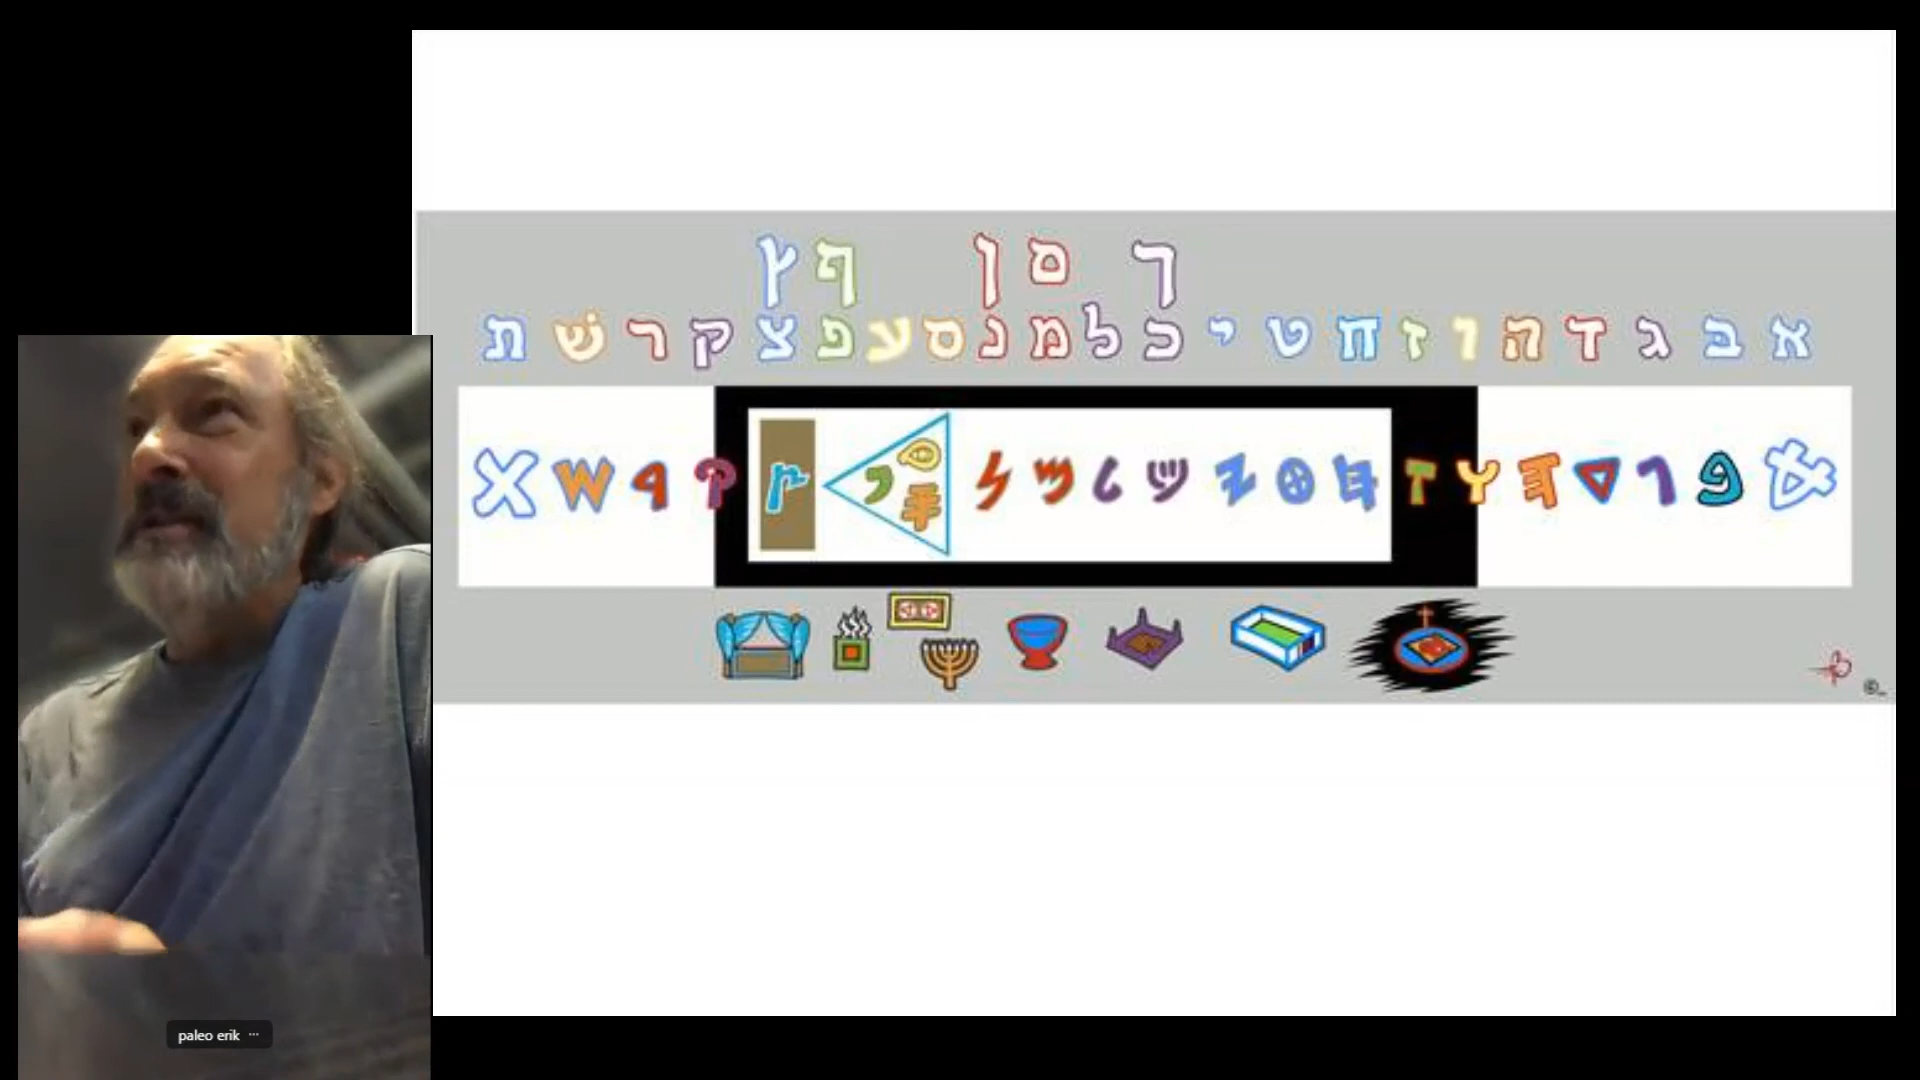 ך ם ן ף ץ
א ב ג ד ה ו ז ח ט י כ ל מ נ ס ע פ צ ק ר שׁ ת
𐤀 𐤁 𐤂 𐤃 𐤄 𐤅 𐤆 𐤇 𐤈 𐤉 𐤊 𐤋 𐤌 𐤍 𐤎 𐤏 𐤐 𐤑 𐤒 𐤓 𐤔 𐤕
©
paleo erik ...